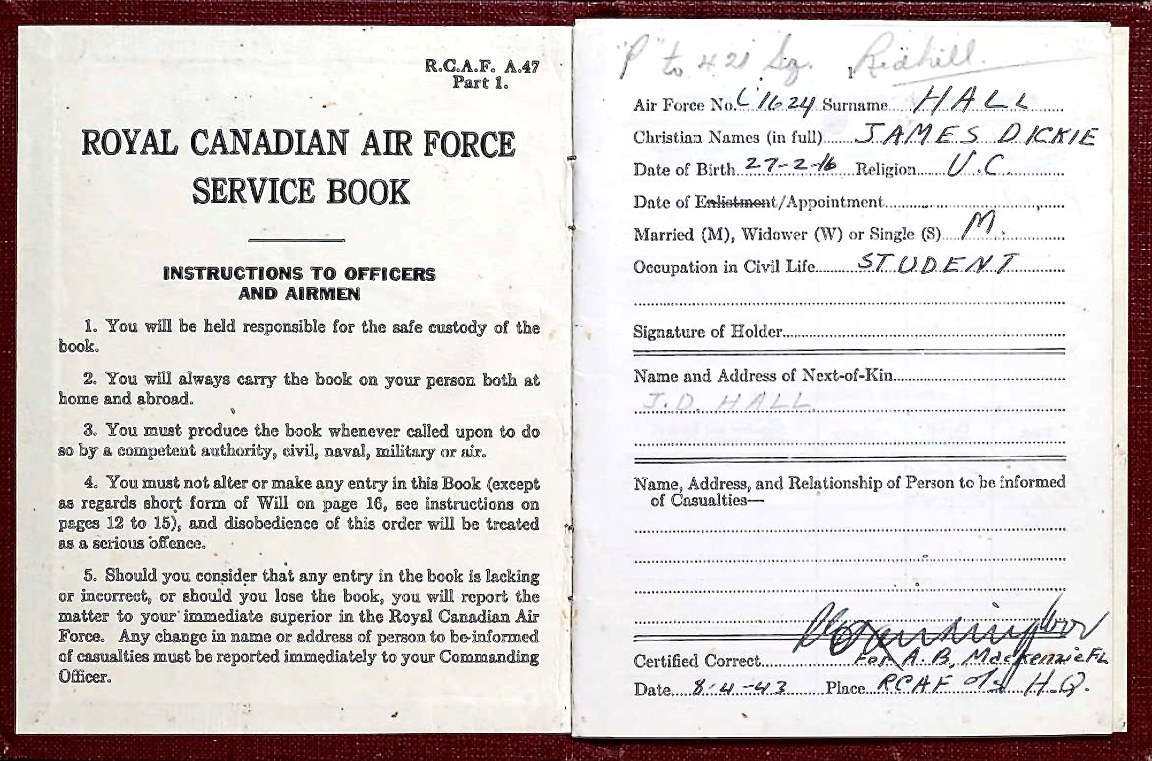 R.C.A.F. A.47
Part 1.
ROYAL CANADIAN AIR FORCE
SERVICE BOOK
INSTRUCTIONS TO OFFICERS
AND AIRMEN
1. You will be held responsible for the safe custody of the
book.
2. You will always carry the book on your person both at
home and abroad.
3. You must produce the book whenever called upon to do
so by a competent authority, civil, naval, military or air.
4. You must not alter or make any entry in this Book (except
as regards short form of Will on page 16, see instructions on
pages 12 to 15), and disobedience of this order will be treated
as a serious offence.
5. Should you consider that any entry in the book is lacking
or incorrect, or should you lose the book, you will report the
matter to your immediate superior in the Royal Canadian Air
Force. Any change in name or address of person to be informed
of casualties must be reported immediately to your Commanding
Officer.
"P" to 421 Sq. Redhill.
Air Force No. C 1624 Surname HALL
Christian Names (in full) JAMES DICKIE
Date of Birth 27-2-16 Religion U.C.
Date of Enlistment/Appointment
Married (M), Widower (W) or Single (S) M.
Occupation in Civil Life STUDENT
Signature of Holder
Name and Address of Next-of-Kin
J.D. HALL
Name, Address, and Relationship of Person to be informed
of Casualties—
Certified Correct For A. B. MacKenzie F/L
Date 8-4-43 Place RCAF o/s H.Q.